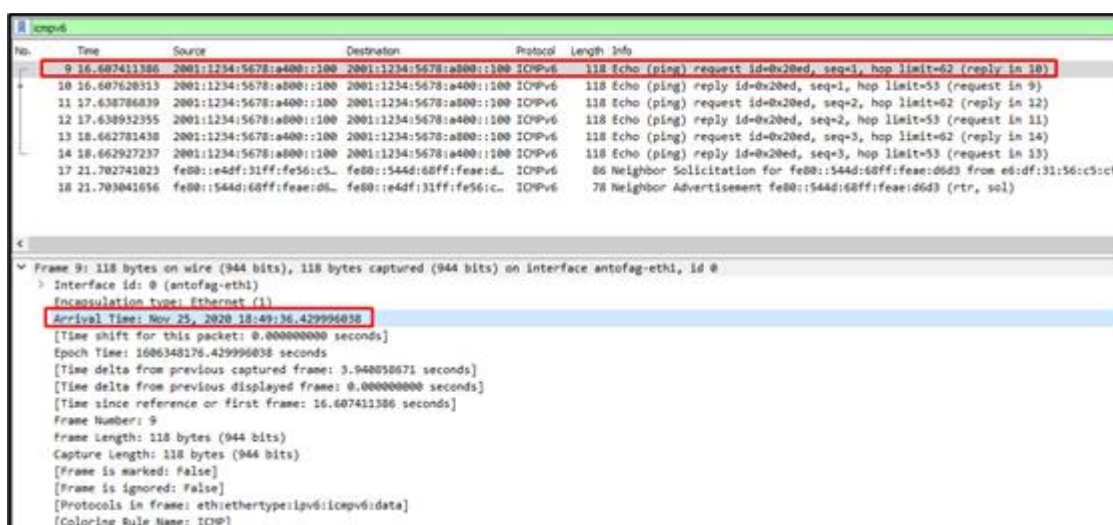 icmpv6
No. Time Source Destination Protocol Length Info
9 16.607411386 2001:1234:5678:a400::100 2001:1234:5678:a800::100 ICMPv6 118 Echo (ping) request id=0x20ed, seq=1, hop limit=62 (reply in 10)
10 16.607620313 2001:1234:5678:a800::100 2001:1234:5678:a400::100 ICMPv6 118 Echo (ping) reply id=0x20ed, seq=1, hop limit=53 (request in 9)
11 17.638786839 2001:1234:5678:a400::100 2001:1234:5678:a800::100 ICMPv6 118 Echo (ping) request id=0x20ed, seq=2, hop limit=62 (reply in 12)
12 17.638932355 2001:1234:5678:a800::100 2001:1234:5678:a400::100 ICMPv6 118 Echo (ping) reply id=0x20ed, seq=2, hop limit=53 (request in 11)
13 18.662781438 2001:1234:5678:a400::100 2001:1234:5678:a800::100 ICMPv6 118 Echo (ping) request id=0x20ed, seq=3, hop limit=62 (reply in 14)
14 18.662927237 2001:1234:5678:a800::100 2001:1234:5678:a400::100 ICMPv6 118 Echo (ping) reply id=0x20ed, seq=3, hop limit=53 (request in 13)
17 21.702741023 fe80::e4df:31ff:fe56:c5… fe80::544d:68ff:feae:d… ICMPv6 86 Neighbor Solicitation for fe80::544d:68ff:feae:d6d3 from e6:df:31:56:c5:
18 21.703041656 fe80::544d:68ff:feae:d6… fe80::e4df:31ff:fe56:c… ICMPv6 78 Neighbor Advertisement fe80::544d:68ff:feae:d6d3 (rtr, sol)
Frame 9: 118 bytes on wire (944 bits), 118 bytes captured (944 bits) on interface antofag-eth1, id 0
Interface id: 0 (antofag-eth1)
Encapsulation type: Ethernet (1)
Arrival Time: Nov 25, 2020 18:49:36.429996038
[Time shift for this packet: 0.000000000 seconds]
Epoch Time: 1606348176.429996038 seconds
[Time delta from previous captured frame: 3.940858671 seconds]
[Time delta from previous displayed frame: 0.000000000 seconds]
[Time since reference or first frame: 16.607411386 seconds]
Frame Number: 9
Frame Length: 118 bytes (944 bits)
Capture Length: 118 bytes (944 bits)
[Frame is marked: False]
[Frame is ignored: False]
[Protocols in frame: eth:ethertype:ipv6:icmpv6:data]
[Coloring Rule Name: ICMP]